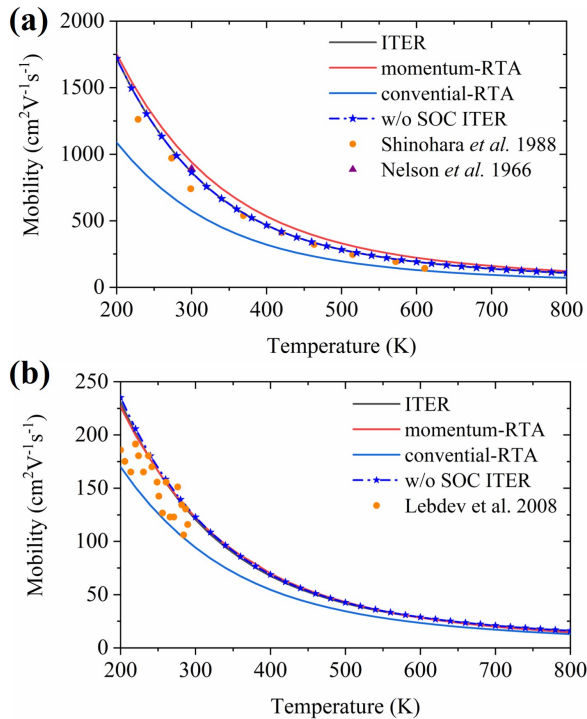 (a)
2000
1500
1000
500
0
Mobility (cm²V⁻¹s⁻¹)
ITER
momentum-RTA
convential-RTA
w/o SOC ITER
Shinohara et al. 1988
Nelson et al. 1966
200 300 400 500 600 700 800
Temperature (K)
(b)
250
200
150
100
50
0
Mobility (cm²V⁻¹s⁻¹)
ITER
momentum-RTA
convential-RTA
w/o SOC ITER
Lebdev et al. 2008
200 300 400 500 600 700 800
Temperature (K)